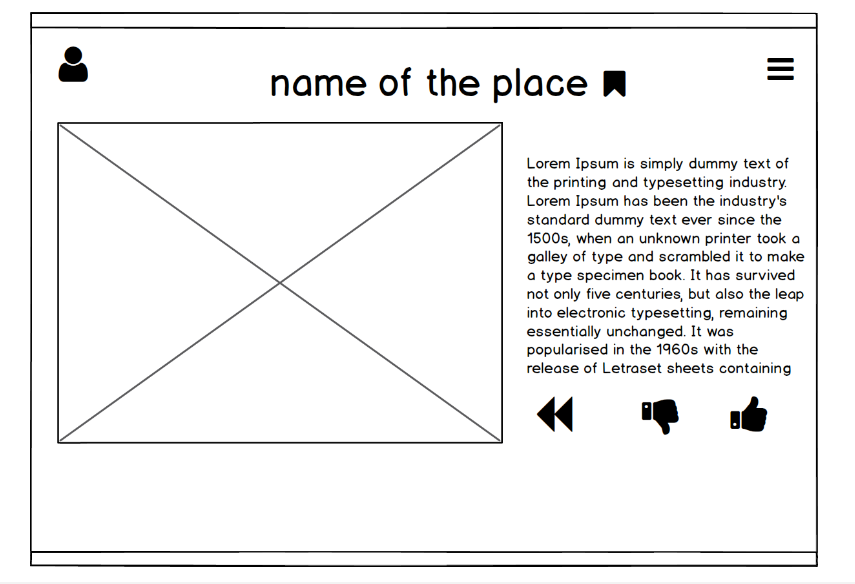 name of the place
Lorem Ipsum is simply dummy text of
the printing and typesetting industry.
Lorem Ipsum has been the industry's
standard dummy text ever since the
1500s, when an unknown printer took a
galley of type and scrambled it to make
a type specimen book. It has survived
not only five centuries, but also the leap
into electronic typesetting, remaining
essentially unchanged. It was
popularised in the 1960s with the
release of Letraset sheets containing